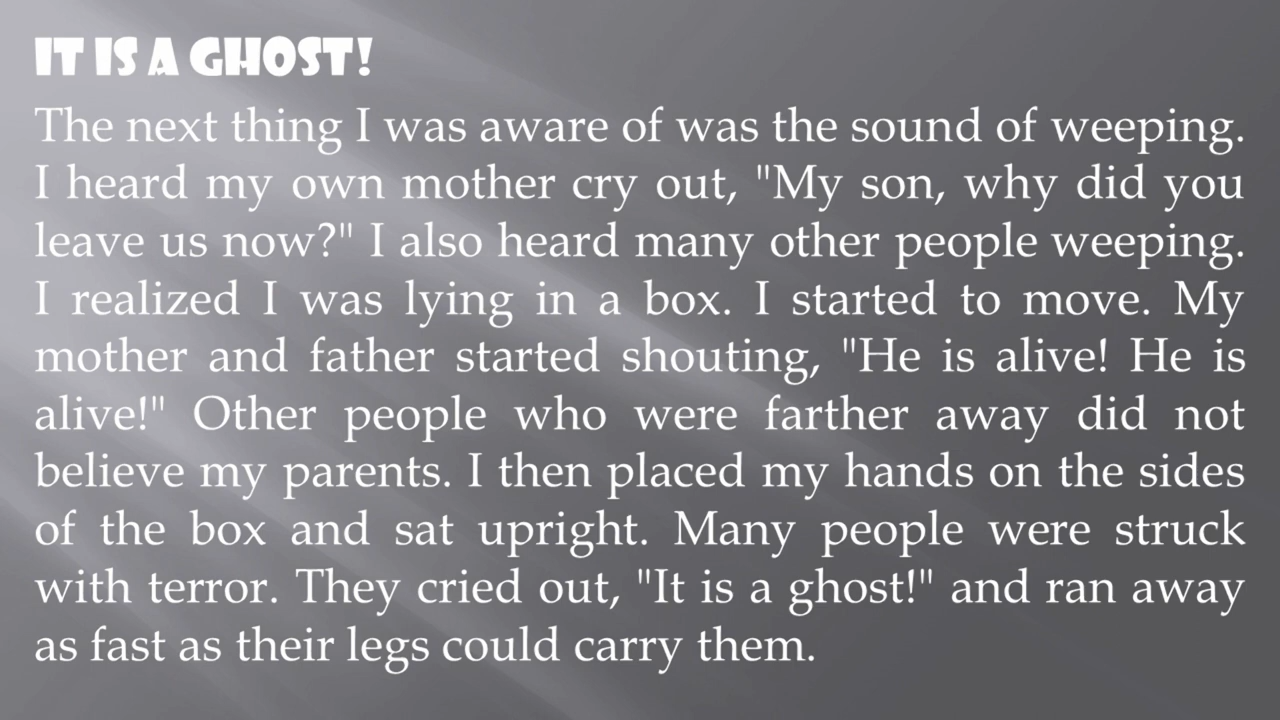 IT IS A GHOST!
The next thing I was aware of was the sound of weeping.
I heard my own mother cry out, "My son, why did you
leave us now?" I also heard many other people weeping.
I realized I was lying in a box. I started to move. My
mother and father started shouting, "He is alive! He is
alive!" Other people who were farther away did not
believe my parents. I then placed my hands on the sides
of the box and sat upright. Many people were struck
with terror. They cried out, "It is a ghost!" and ran away
as fast as their legs could carry them.